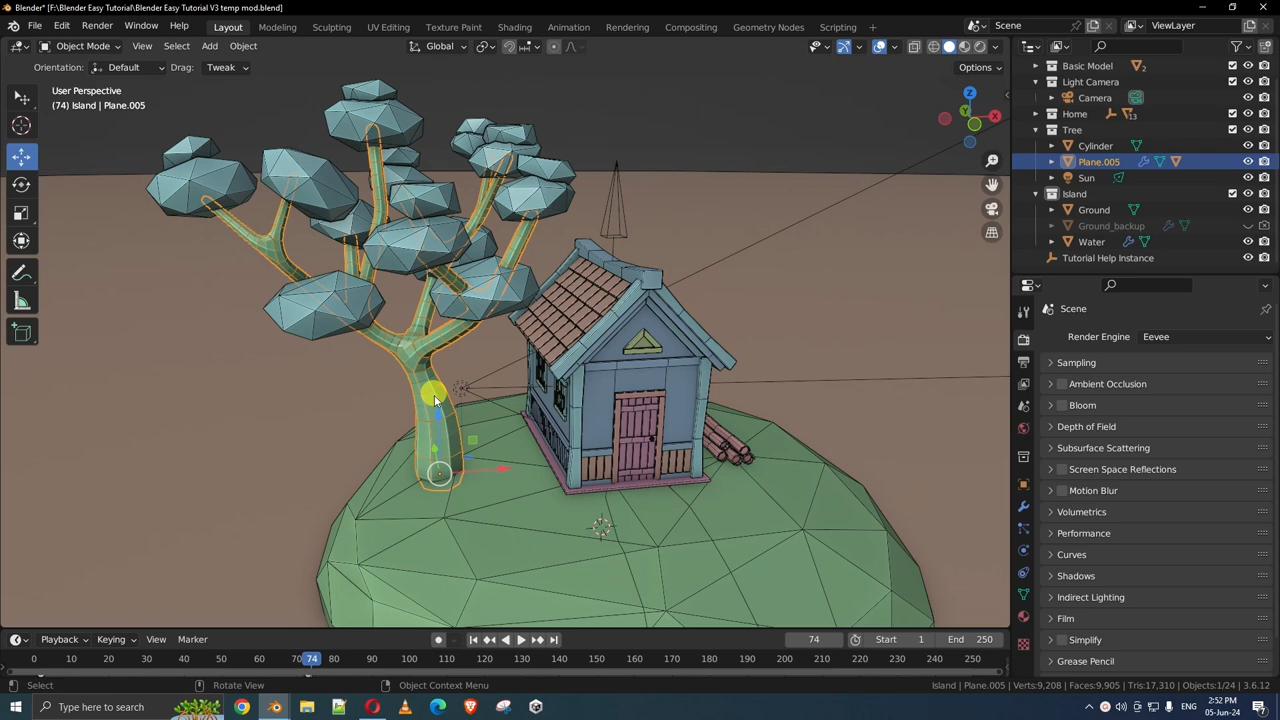 Blender* [F:\Blender Easy Tutorial\Blender Easy Tutorial V3 temp mod.blend]
File Edit Render Window Help Layout Modeling Sculpting UV Editing Texture Paint Shading Animation Rendering Compositing Geometry Nodes Scripting + Scene ViewLayer
Object Mode View Select Add Object Global
Orientation: Default Drag: Tweak Options
User Perspective
(74) Island | Plane.005
Z
Y
X
Basic Model 2
Light Camera
Camera
Home 13
Tree
Cylinder
Plane.005
Sun
Island
Ground
Ground_backup
Water
Tutorial Help Instance
Scene
Render Engine Eevee
Sampling
Ambient Occlusion
Bloom
Depth of Field
Subsurface Scattering
Screen Space Reflections
Motion Blur
Volumetrics
Performance
Curves
Shadows
Indirect Lighting
Film
Simplify
Grease Pencil
Playback Keying View Marker 74 Start 1 End 250
0 10 20 30 40 50 60 70 74 80 90 100 110 120 130 140 150 160 170 180 190 200 210 220 230 240 250
Select Rotate View Object Context Menu Island | Plane.005 | Verts:9,208 | Faces:9,905 | Tris:17,310 | Objects:1/24 | 3.6.12
Type here to search
2:52 PM
05-Jun-24